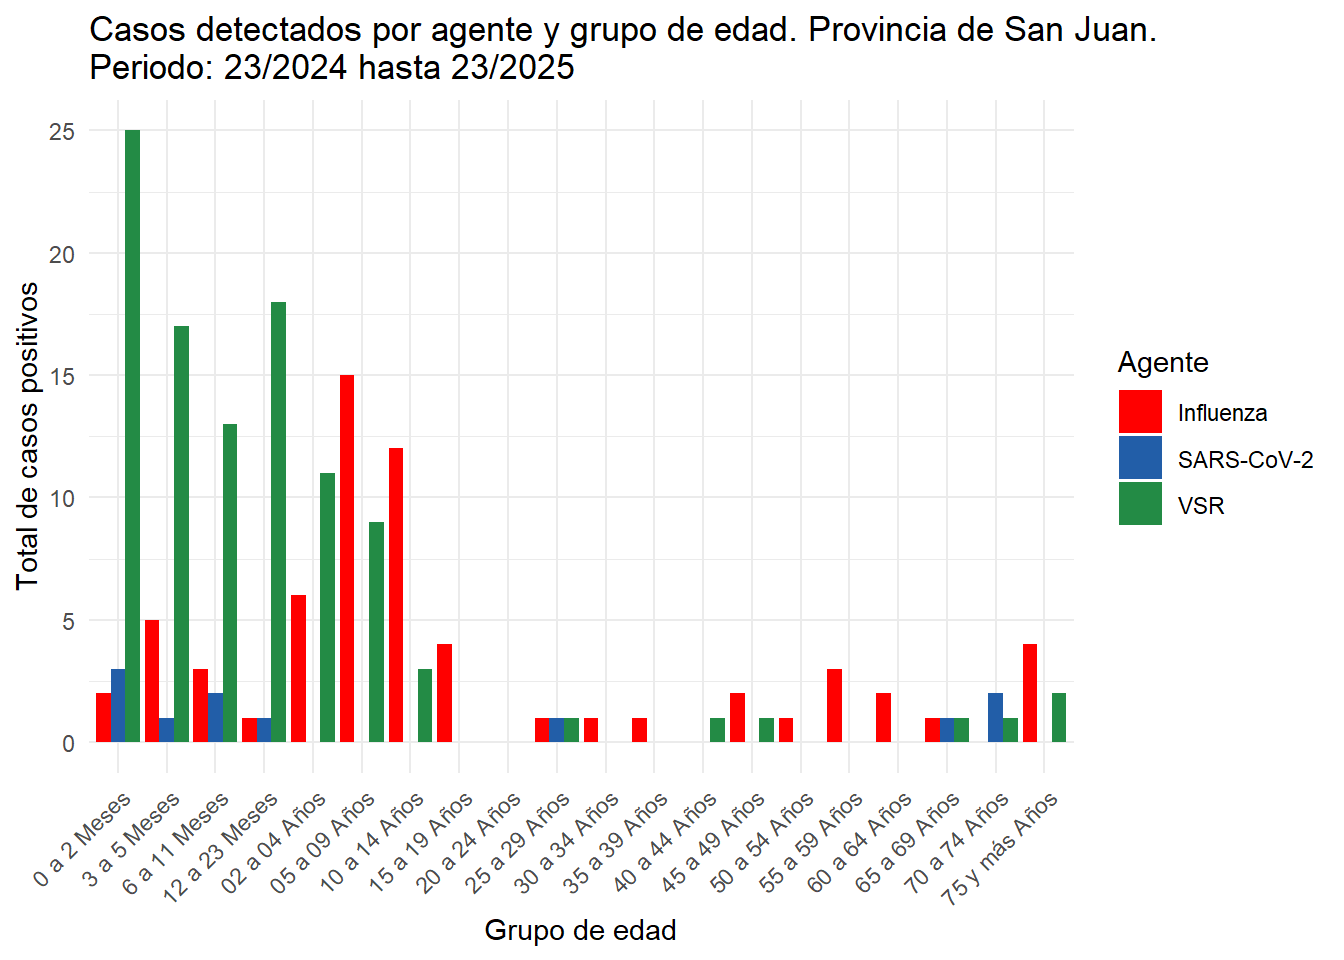 Casos detectados por agente y grupo de edad. Provincia de San Juan.
Periodo: 23/2024 hasta 23/2025
25
20
15
10
5
0
Total de casos positivos
0 a 2 Meses
3 a 5 Meses
6 a 11 Meses
12 a 23 Meses
02 a 04 Años
05 a 09 Años
10 a 14 Años
15 a 19 Años
20 a 24 Años
25 a 29 Años
30 a 34 Años
35 a 39 Años
40 a 44 Años
45 a 49 Años
50 a 54 Años
55 a 59 Años
60 a 64 Años
65 a 69 Años
70 a 74 Años
75 y más Años
Grupo de edad
Agente
Influenza
SARS-CoV-2
VSR